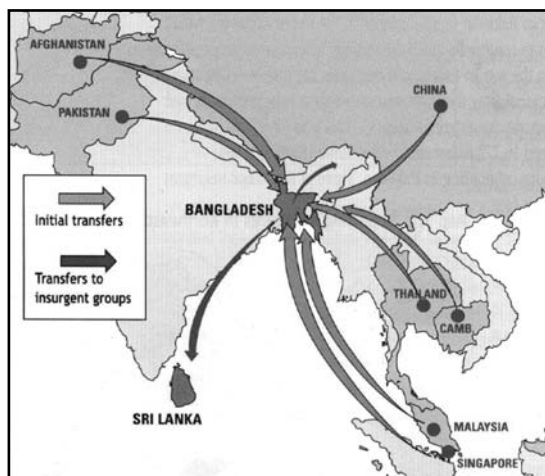 AFGHANISTAN
PAKISTAN
CHINA
Initial transfers
Transfers to
insurgent groups
BANGLADESH
THAILAND
CAMB.
SRI LANKA
MALAYSIA
SINGAPORE